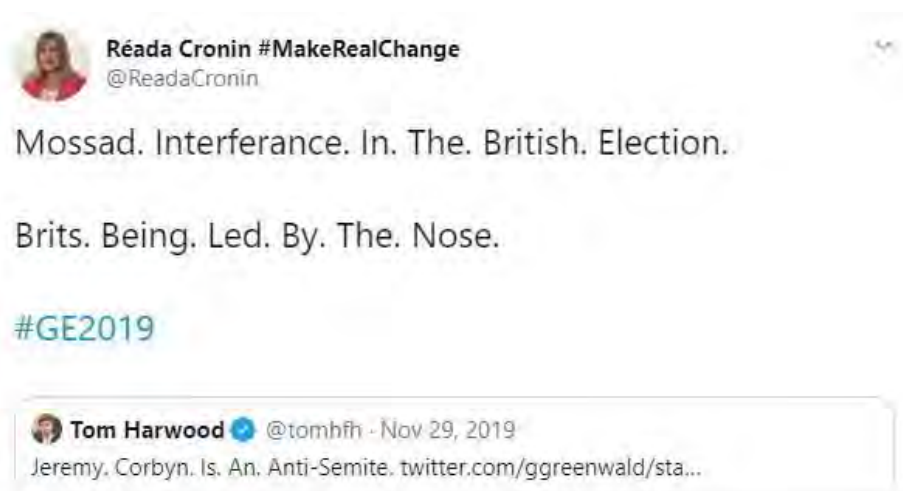 Réada Cronin #MakeRealChange
@ReadaCronin
Mossad. Interferance. In. The. British. Election.
Brits. Being. Led. By. The. Nose.
#GE2019
Tom Harwood @tomhfh · Nov 29, 2019
Jeremy. Corbyn. Is. An. Anti-Semite. twitter.com/ggreenwald/sta...